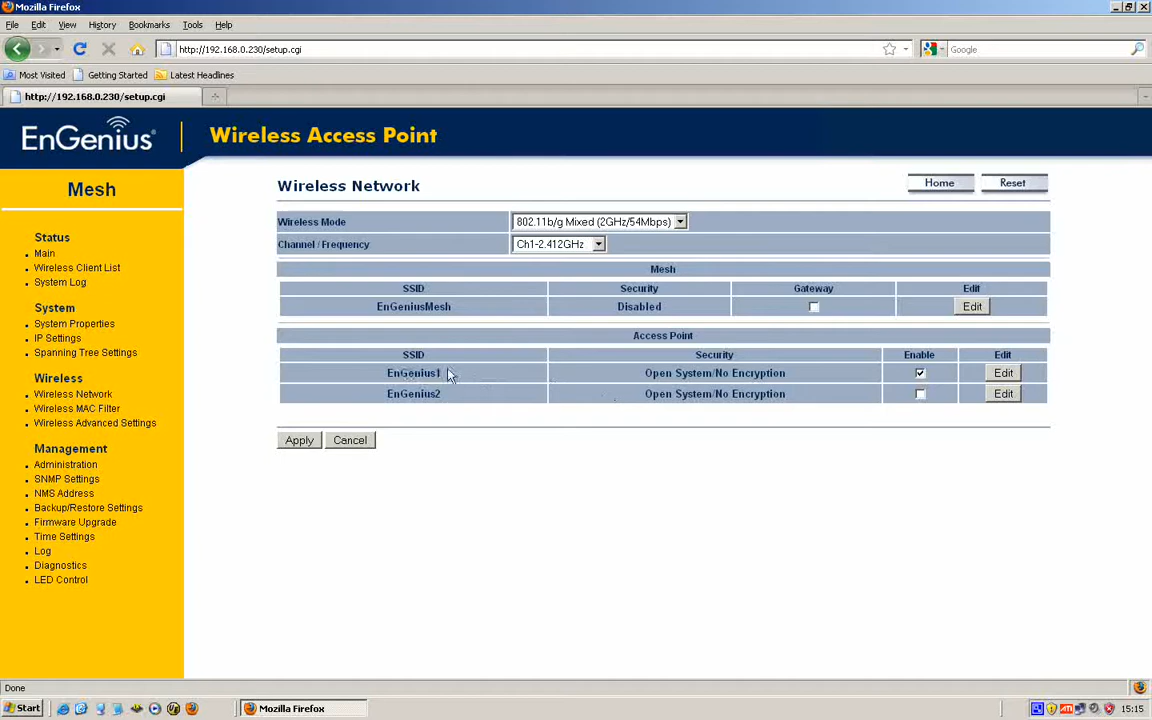 Mozilla Firefox
File Edit View History Bookmarks Tools Help
http://192.168.0.230/setup.cgi
Google
Most Visited Getting Started Latest Headlines
http://192.168.0.230/setup.cgi
EnGenius® Wireless Access Point
Mesh
Status
Main
Wireless Client List
System Log
System
System Properties
IP Settings
Spanning Tree Settings
Wireless
Wireless Network
Wireless MAC Filter
Wireless Advanced Settings
Management
Administration
SNMP Settings
NMS Address
Backup/Restore Settings
Firmware Upgrade
Time Settings
Log
Diagnostics
LED Control
Wireless Network Home Reset
Wireless Mode 802.11b/g Mixed (2GHz/54Mbps)
Channel / Frequency Ch1-2.412GHz
Mesh
SSID Security Gateway Edit
EnGeniusMesh Disabled Edit
Access Point
SSID Security Enable Edit
EnGenius1 Open System/No Encryption Edit
EnGenius2 Open System/No Encryption Edit
Apply Cancel
Done
Start Mozilla Firefox 15:15